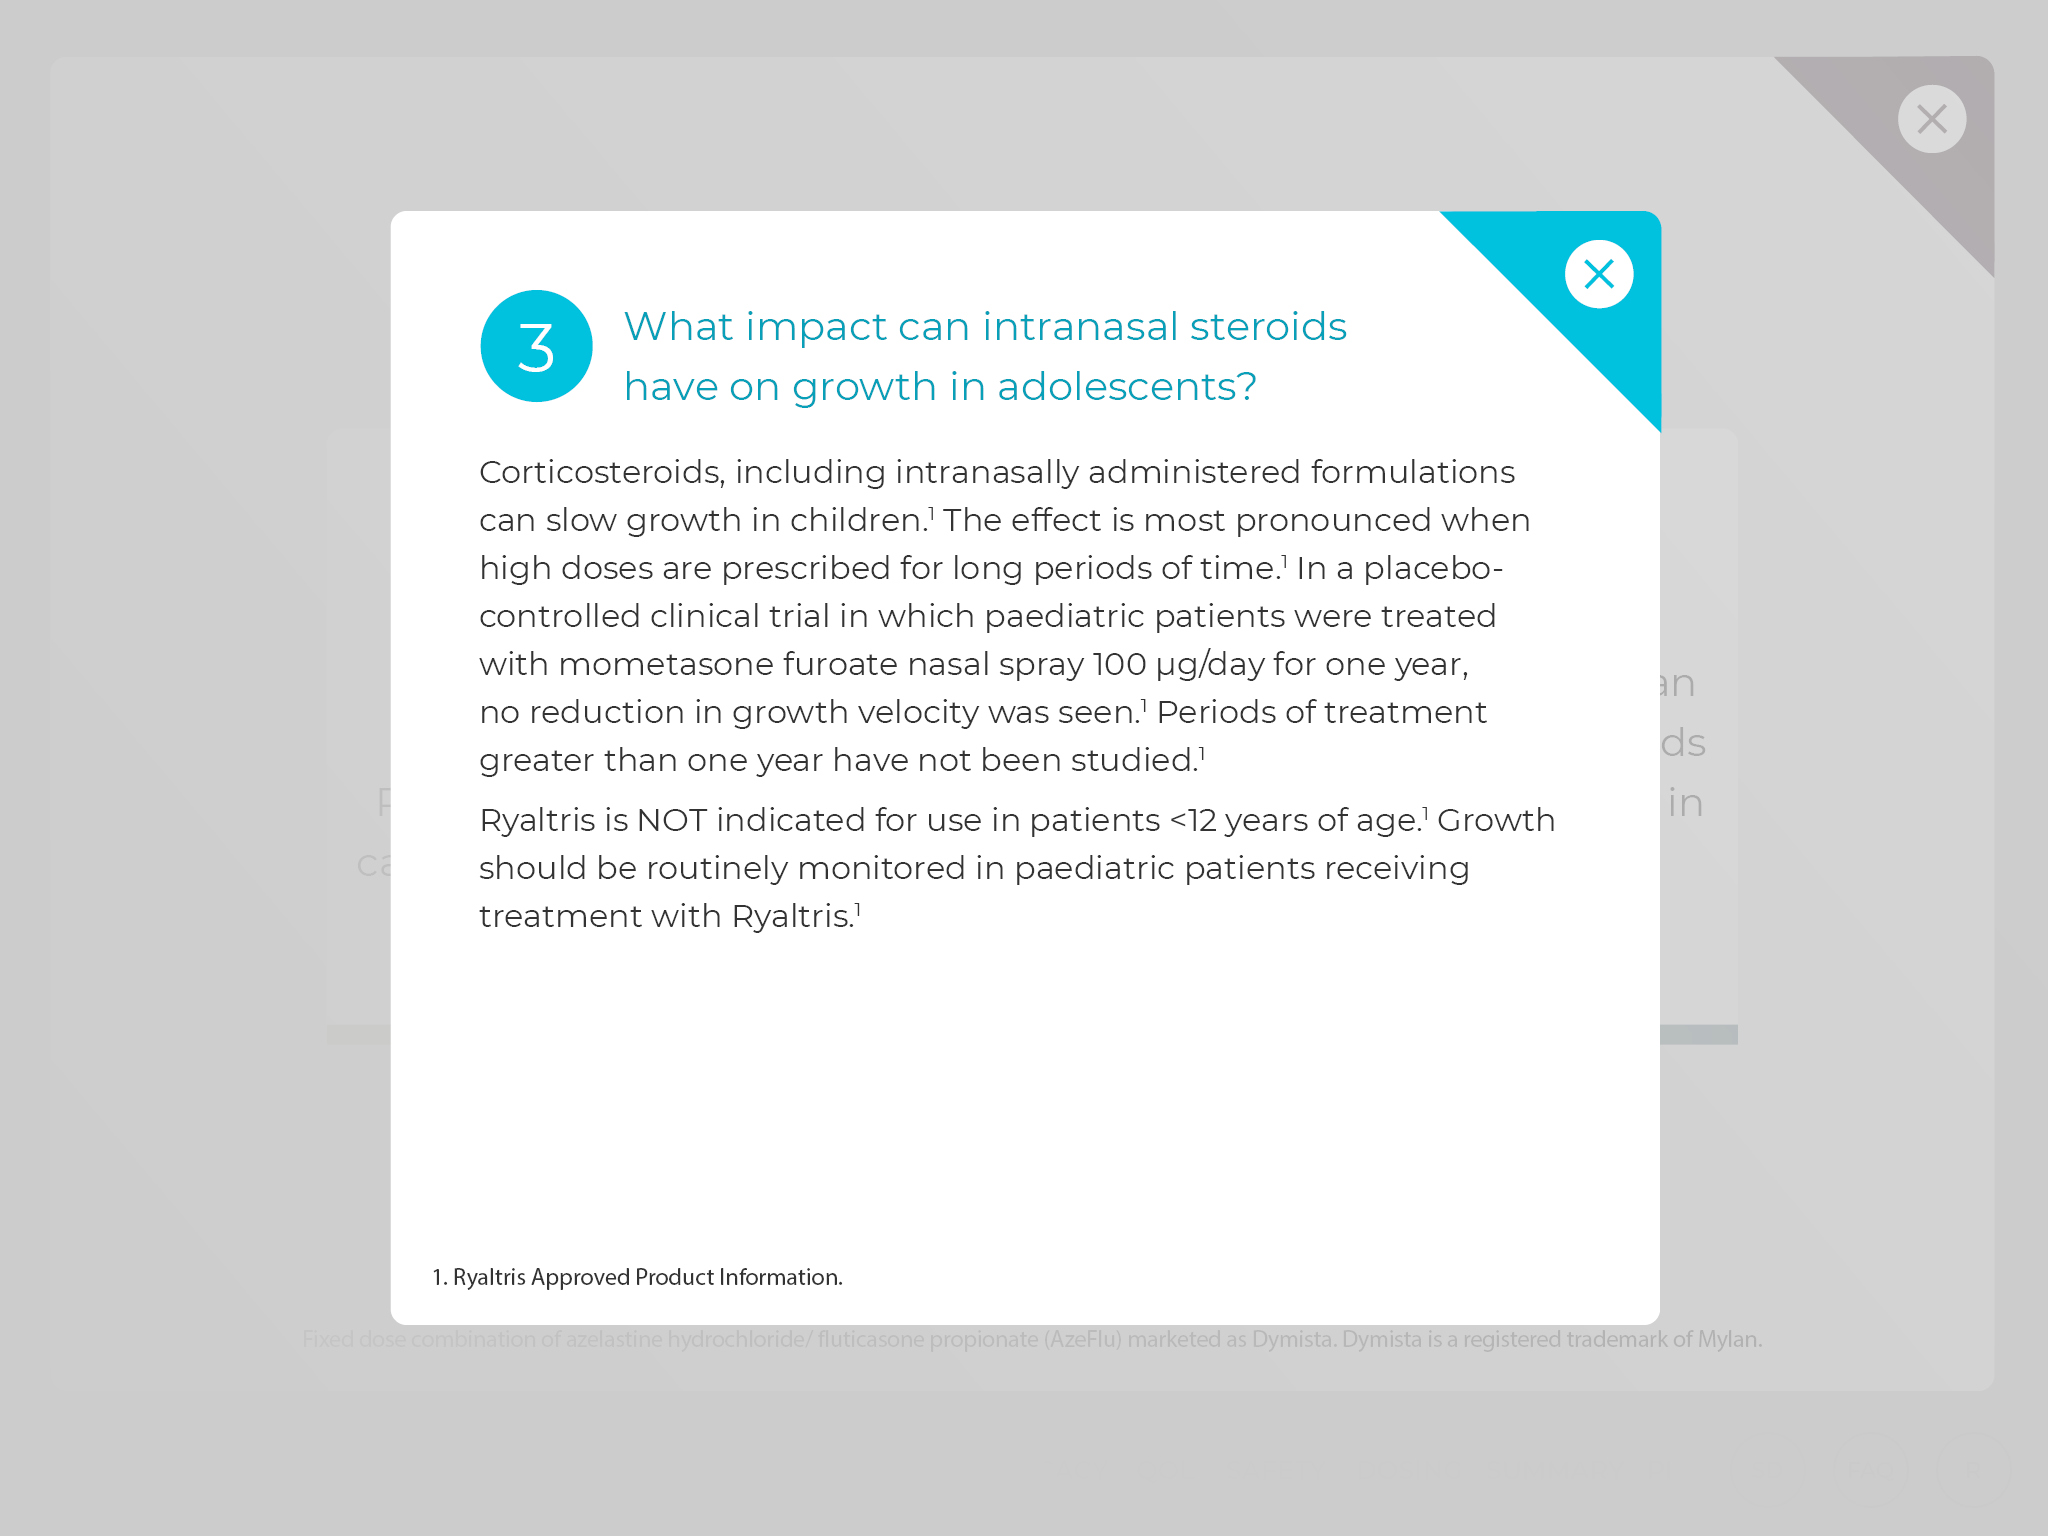 3
What impact can intranasal steroids
have on growth in adolescents?
Corticosteroids, including intranasally administered formulations
can slow growth in children.¹ The effect is most pronounced when
high doses are prescribed for long periods of time.¹ In a placebo-
controlled clinical trial in which paediatric patients were treated
with mometasone furoate nasal spray 100 µg/day for one year,
no reduction in growth velocity was seen.¹ Periods of treatment
greater than one year have not been studied.¹
Ryaltris is NOT indicated for use in patients <12 years of age.¹ Growth
should be routinely monitored in paediatric patients receiving
treatment with Ryaltris.¹
an
ds
in
ca
1. Ryaltris Approved Product Information.
Fixed dose combination of azelastine hydrochloride/ fluticasone propionate (AzeFlu) marketed as Dymista. Dymista is a registered trademark of Mylan.